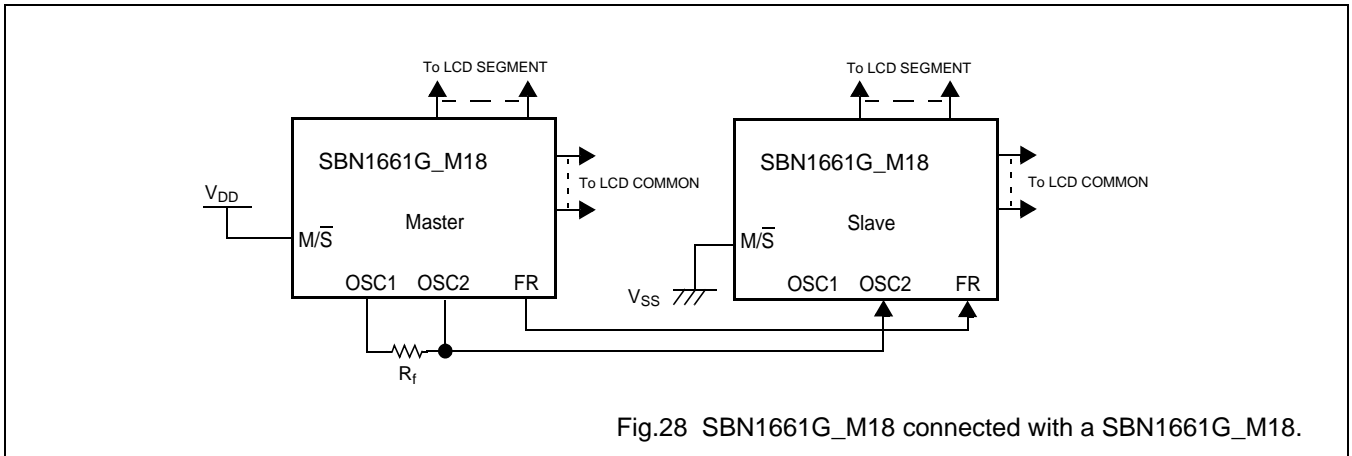 To LCD SEGMENT
SBN1661G_M18
To LCD COMMON
VDD
Master
M/S̅
OSC1 OSC2 FR
Rf
To LCD SEGMENT
SBN1661G_M18
To LCD COMMON
Slave
M/S̅
VSS
OSC1 OSC2 FR
Fig.28 SBN1661G_M18 connected with a SBN1661G_M18.